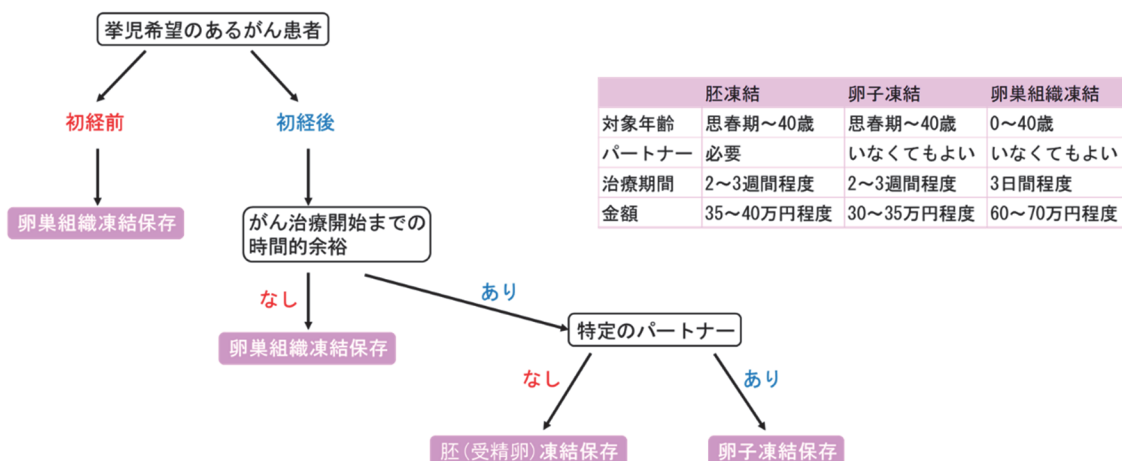 挙児希望のあるがん患者
初経前
初経後
卵巣組織凍結保存
がん治療開始までの
時間的余裕
なし
あり
卵巣組織凍結保存
特定のパートナー
なし
あり
胚(受精卵)凍結保存
卵子凍結保存
胚凍結 卵子凍結 卵巣組織凍結
対象年齢 思春期〜40歳 思春期〜40歳 0〜40歳
パートナー 必要 いなくてもよい いなくてもよい
治療期間 2〜3週間程度 2〜3週間程度 3日間程度
金額 35〜40万円程度 30〜35万円程度 60〜70万円程度